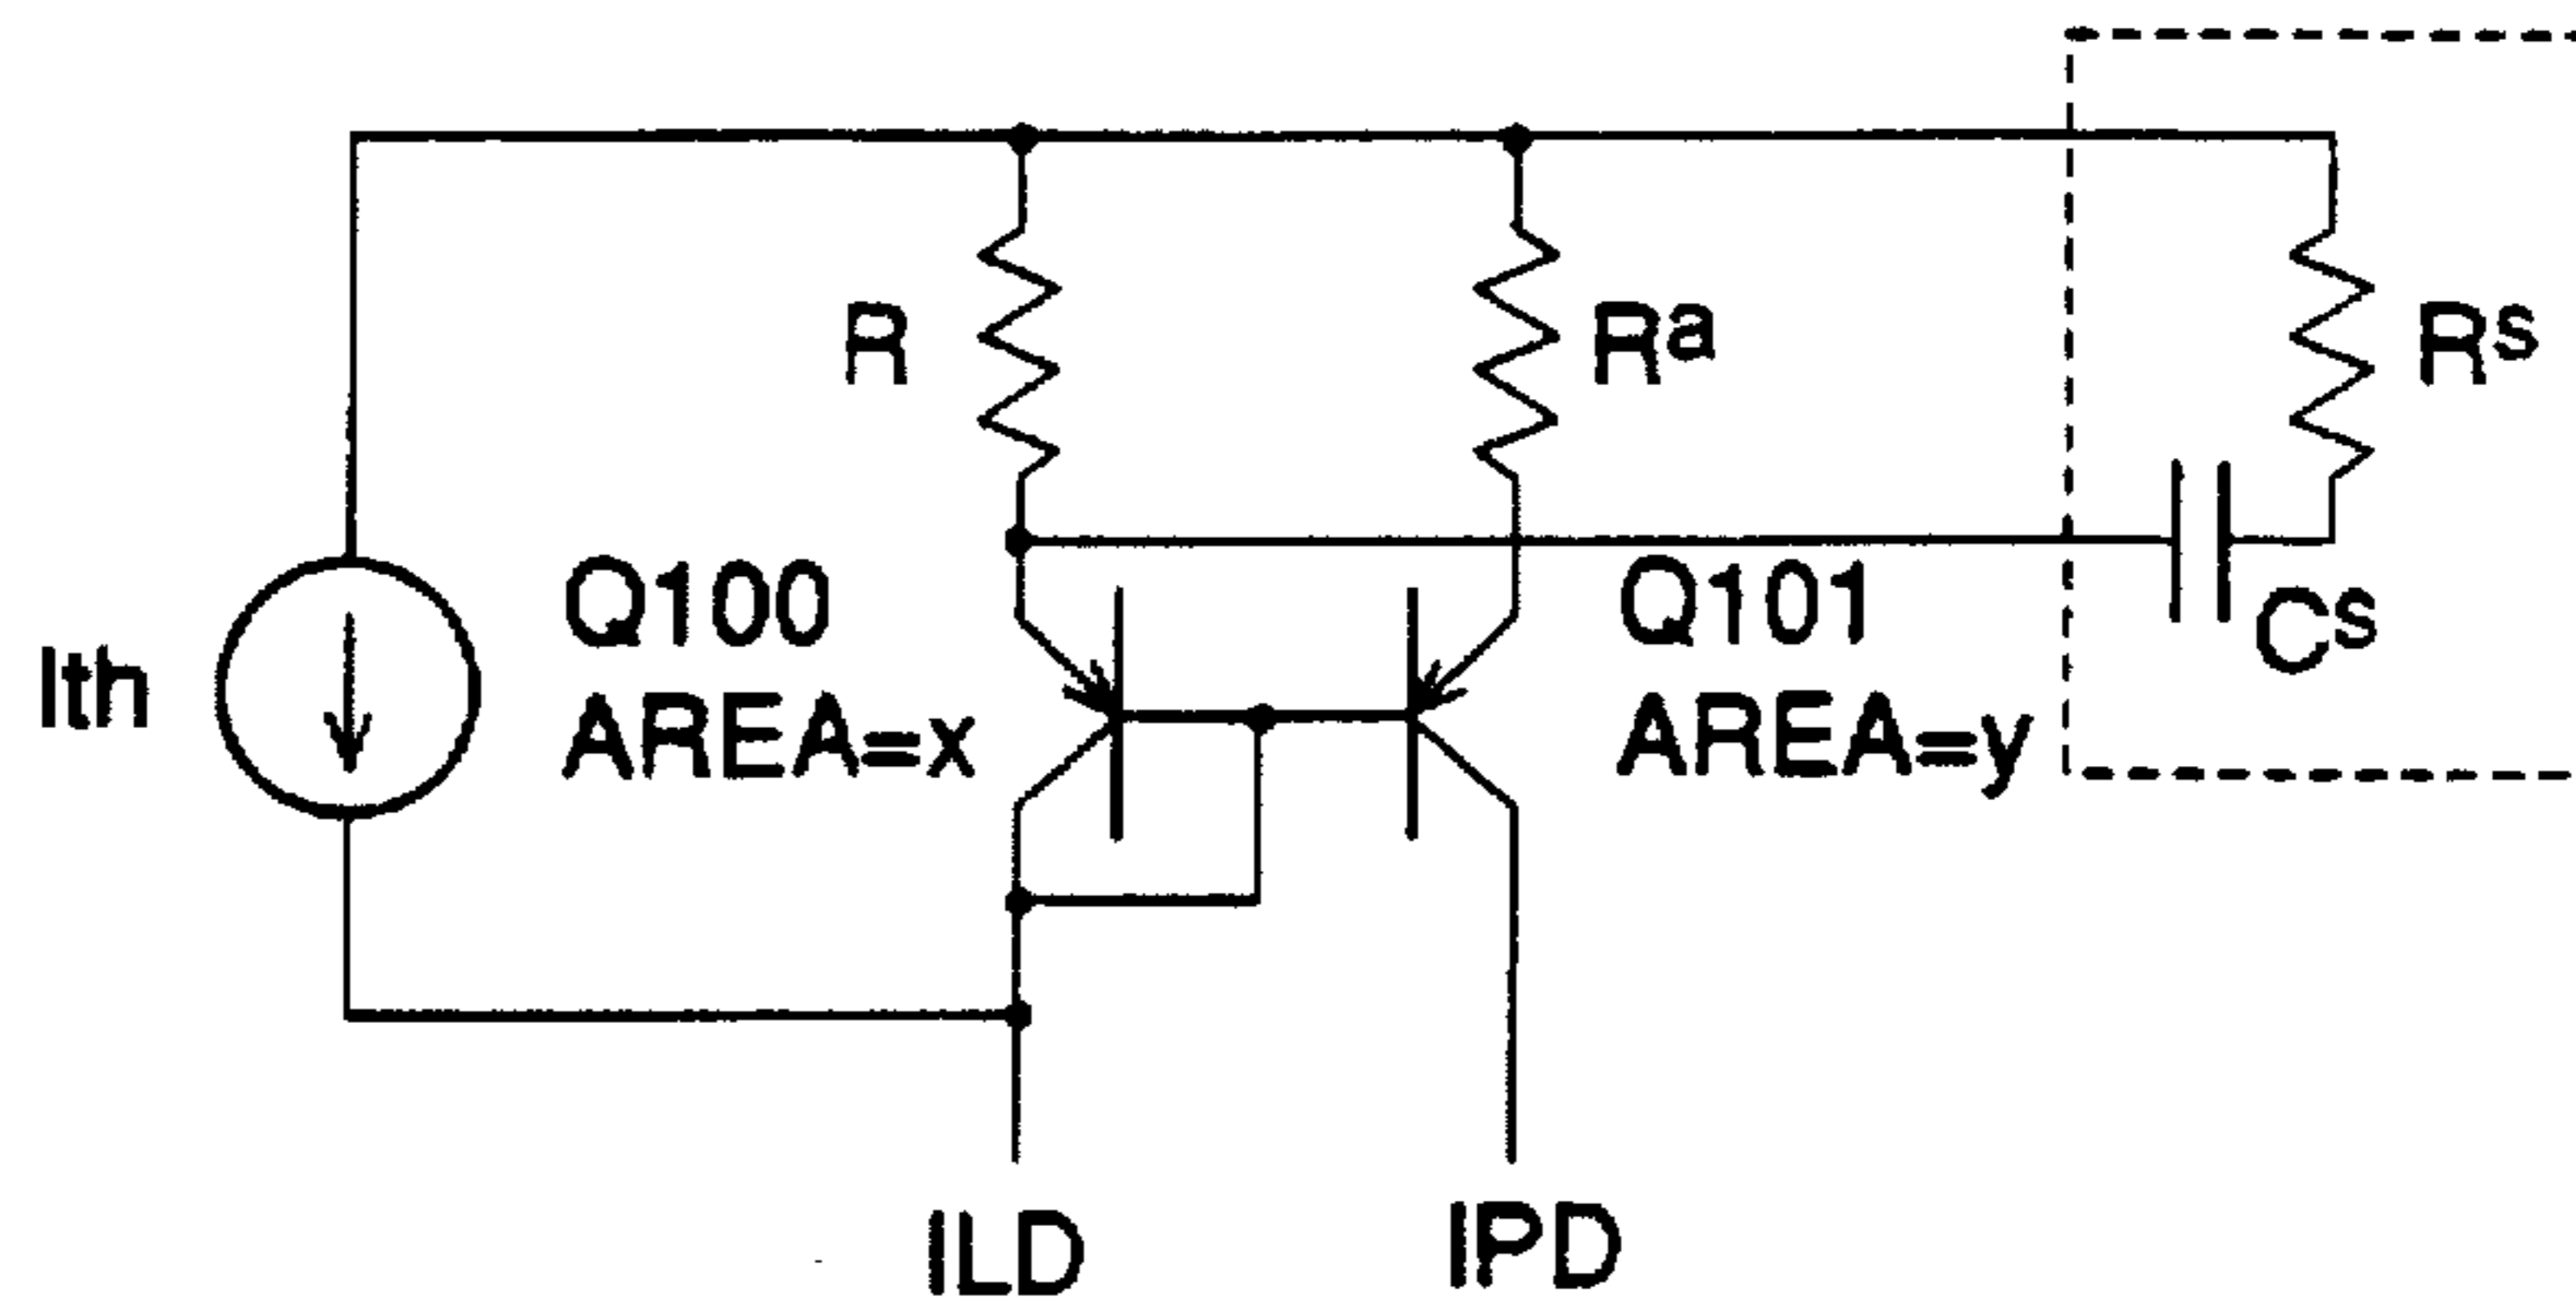 R
Ra
Rs
Q100
AREA=x
Q101
AREA=y
Cs
Ith
ILD
IPD